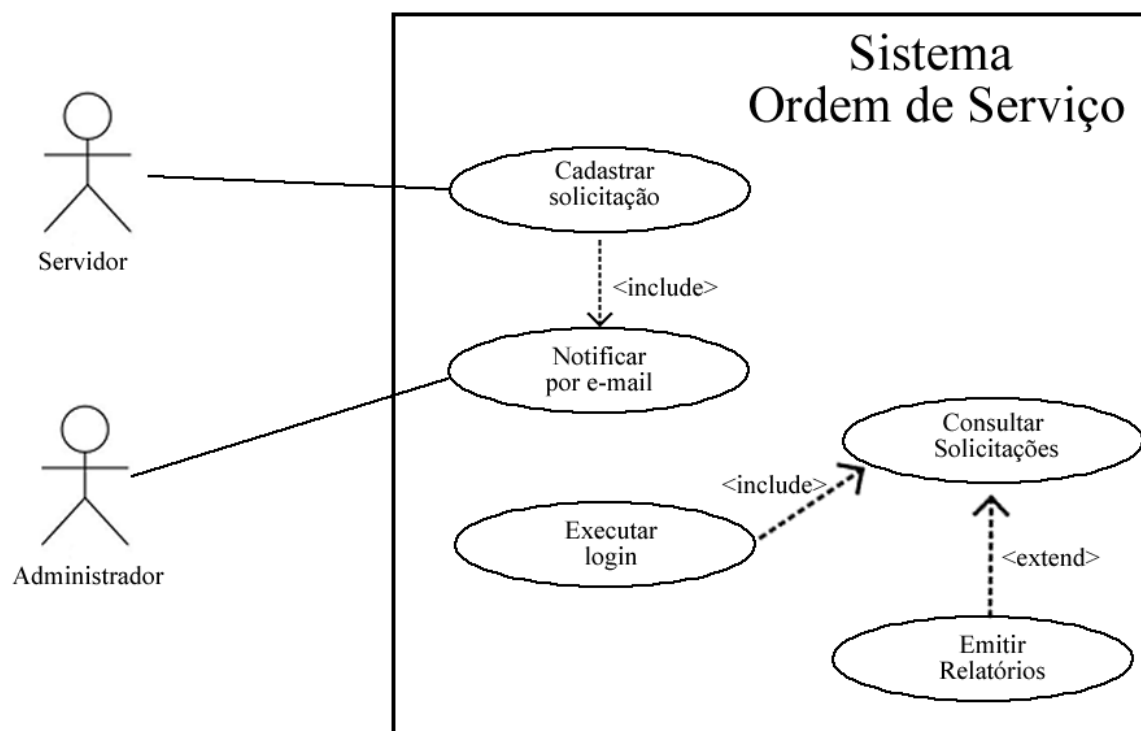 Sistema
Ordem de Serviço
Servidor
Cadastrar
solicitação
<include>
Notificar
por e-mail
Administrador
Consultar
Solicitações
<include>
Executar
login
<extend>
Emitir
Relatórios